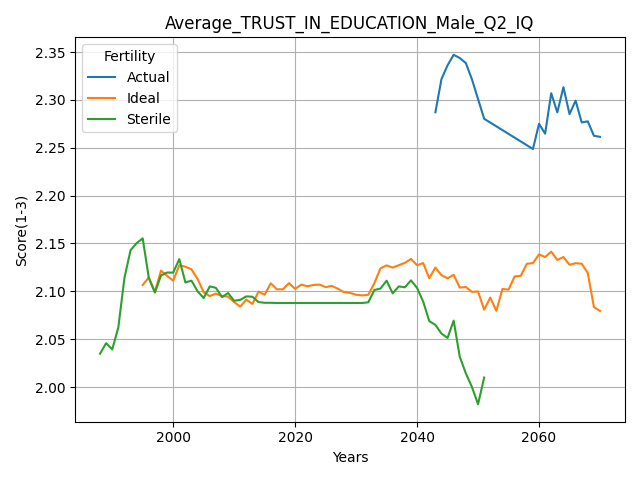 Average_TRUST_IN_EDUCATION_Male_Q2_IQ
Fertility
Actual
Ideal
Sterile
Score(1-3)
2.35
2.30
2.25
2.20
2.15
2.10
2.05
2.00
2000
2020
2040
2060
Years